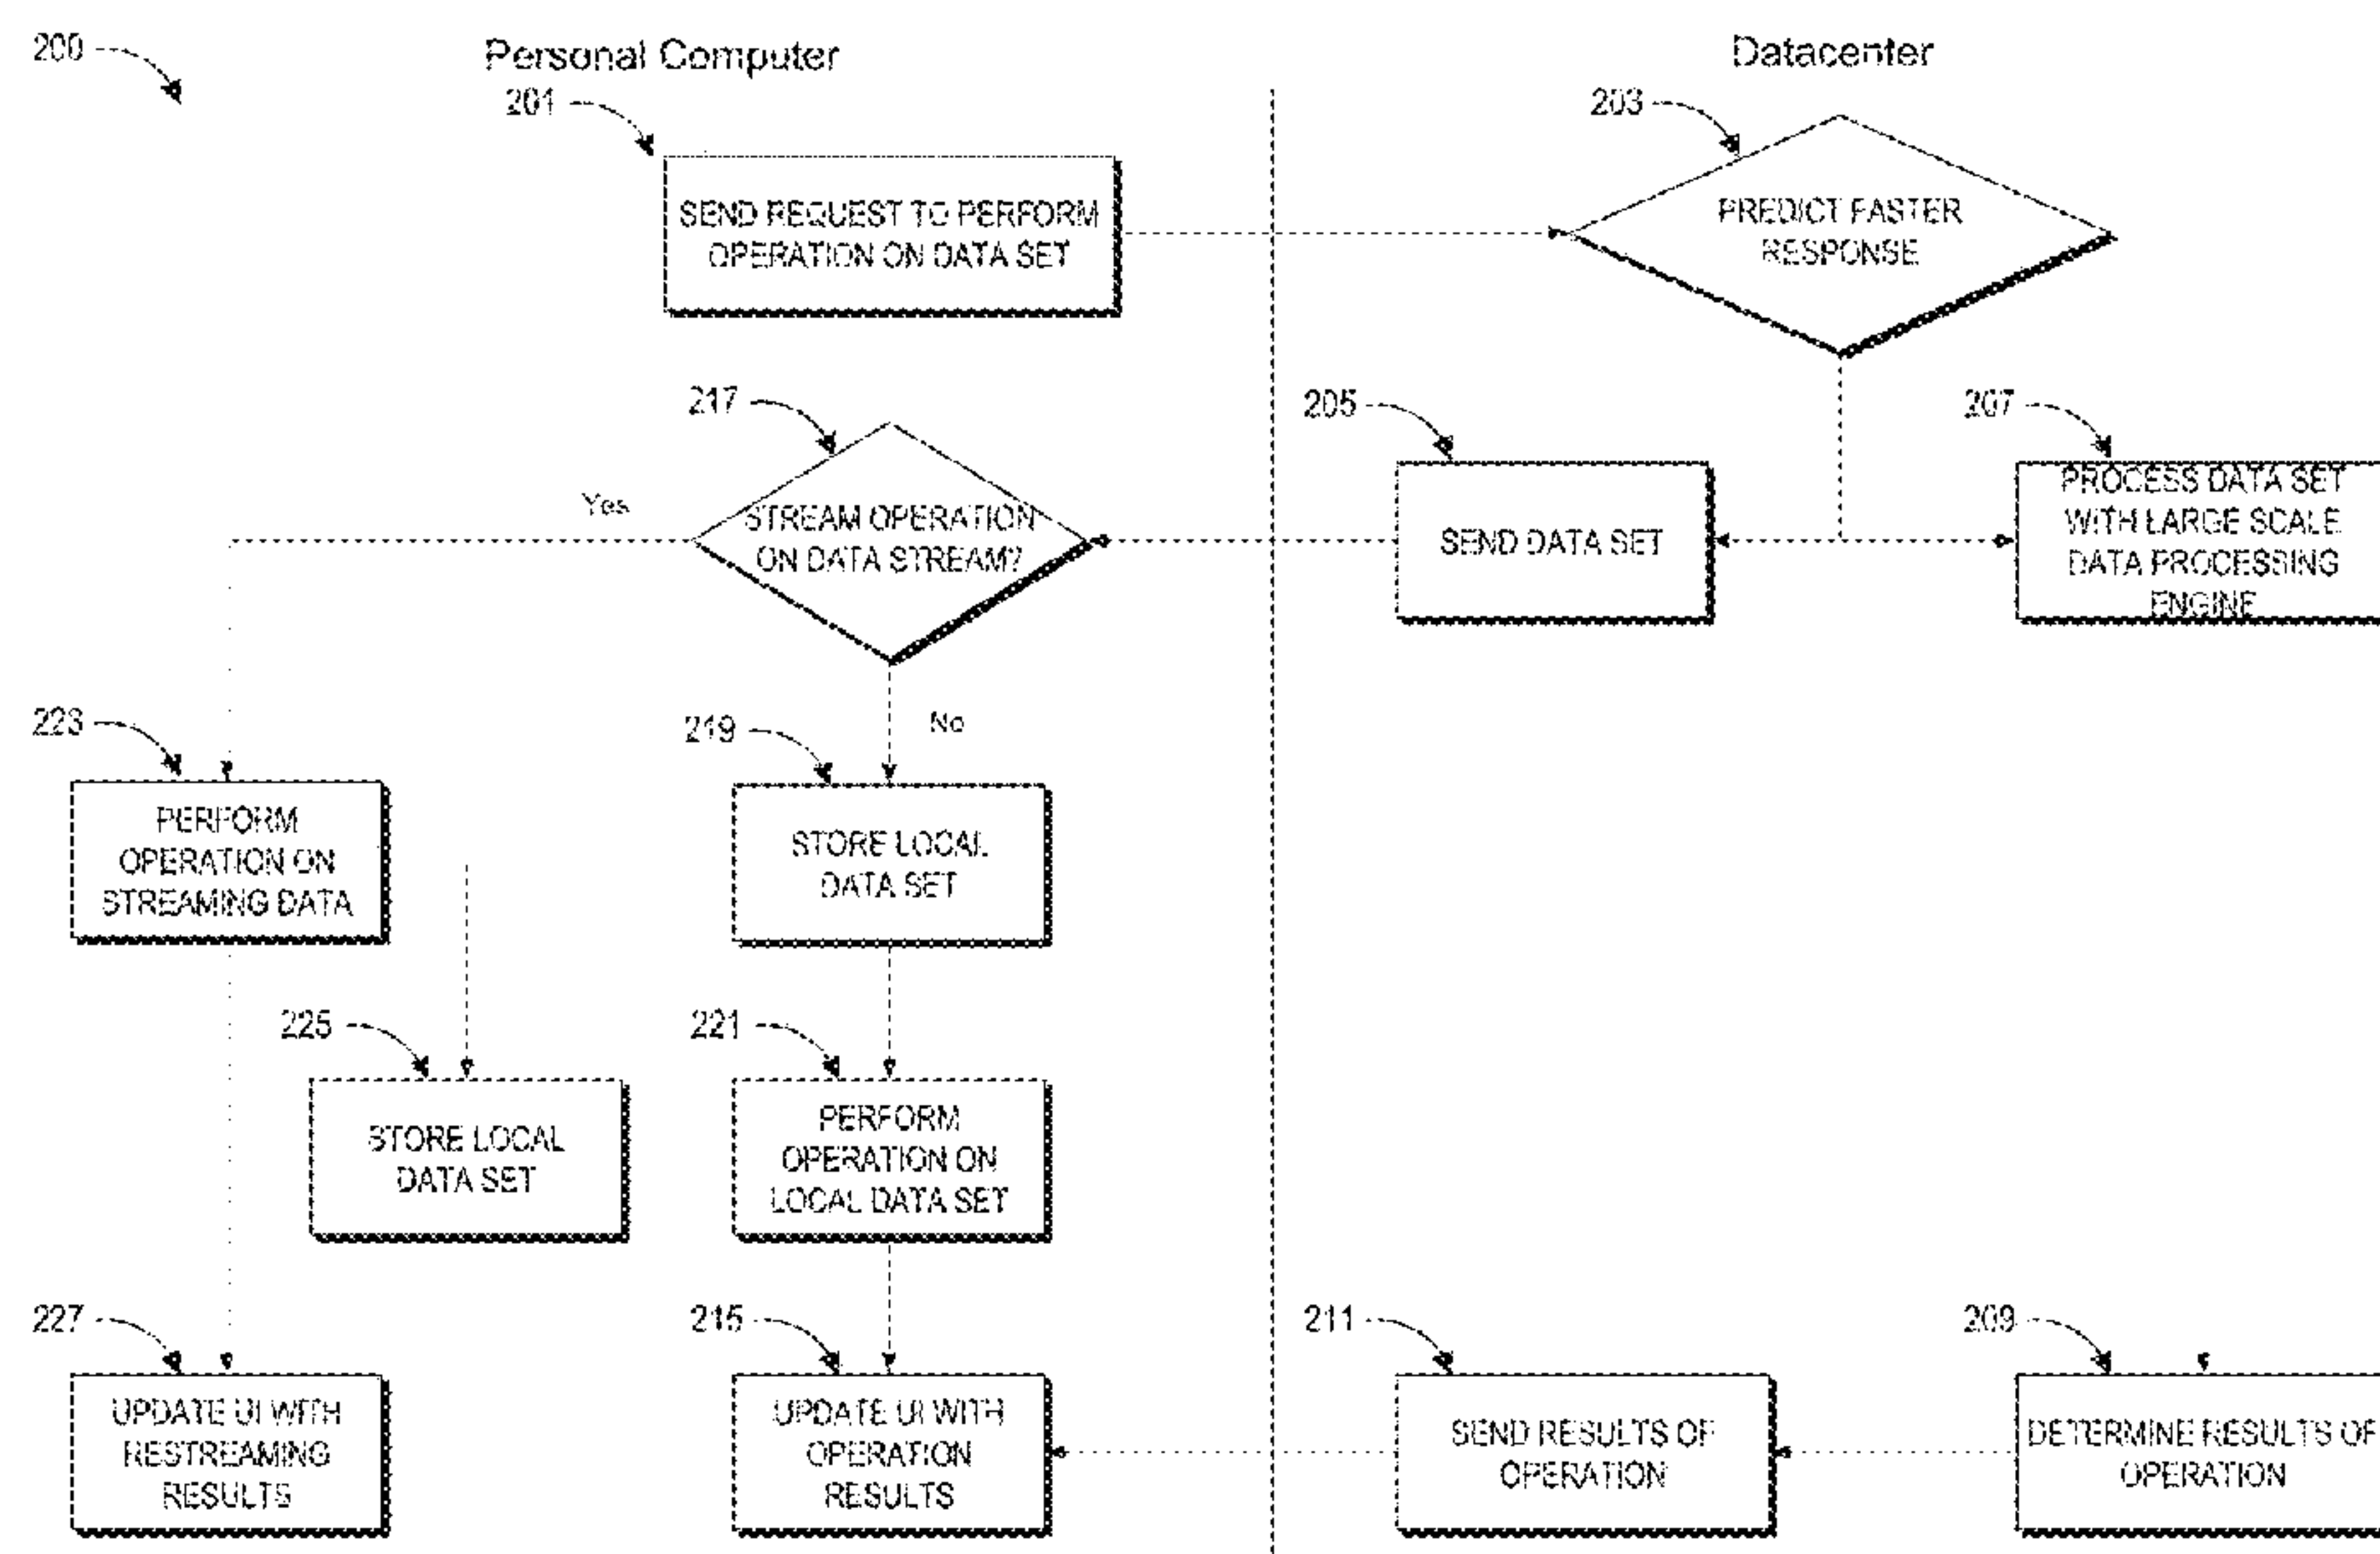 200
Personal Computer
Datacenter
201
203
SEND REQUEST TO PERFORM
OPERATION ON DATA SET
PREDICT FASTER
RESPONSE
217
205
207
Yes
STREAM OPERATION
ON DATA STREAM?
SEND DATA SET
PROCESS DATA SET
WITH LARGE SCALE
DATA PROCESSING
ENGINE
223
219
No
PERFORM
OPERATION ON
STREAMING DATA
STORE LOCAL
DATA SET
225
221
STORE LOCAL
DATA SET
PERFORM
OPERATION ON
LOCAL DATA SET
227
215
211
209
UPDATE UI WITH
RESTREAMING
RESULTS
UPDATE UI WITH
OPERATION
RESULTS
SEND RESULTS OF
OPERATION
DETERMINE RESULTS OF
OPERATION